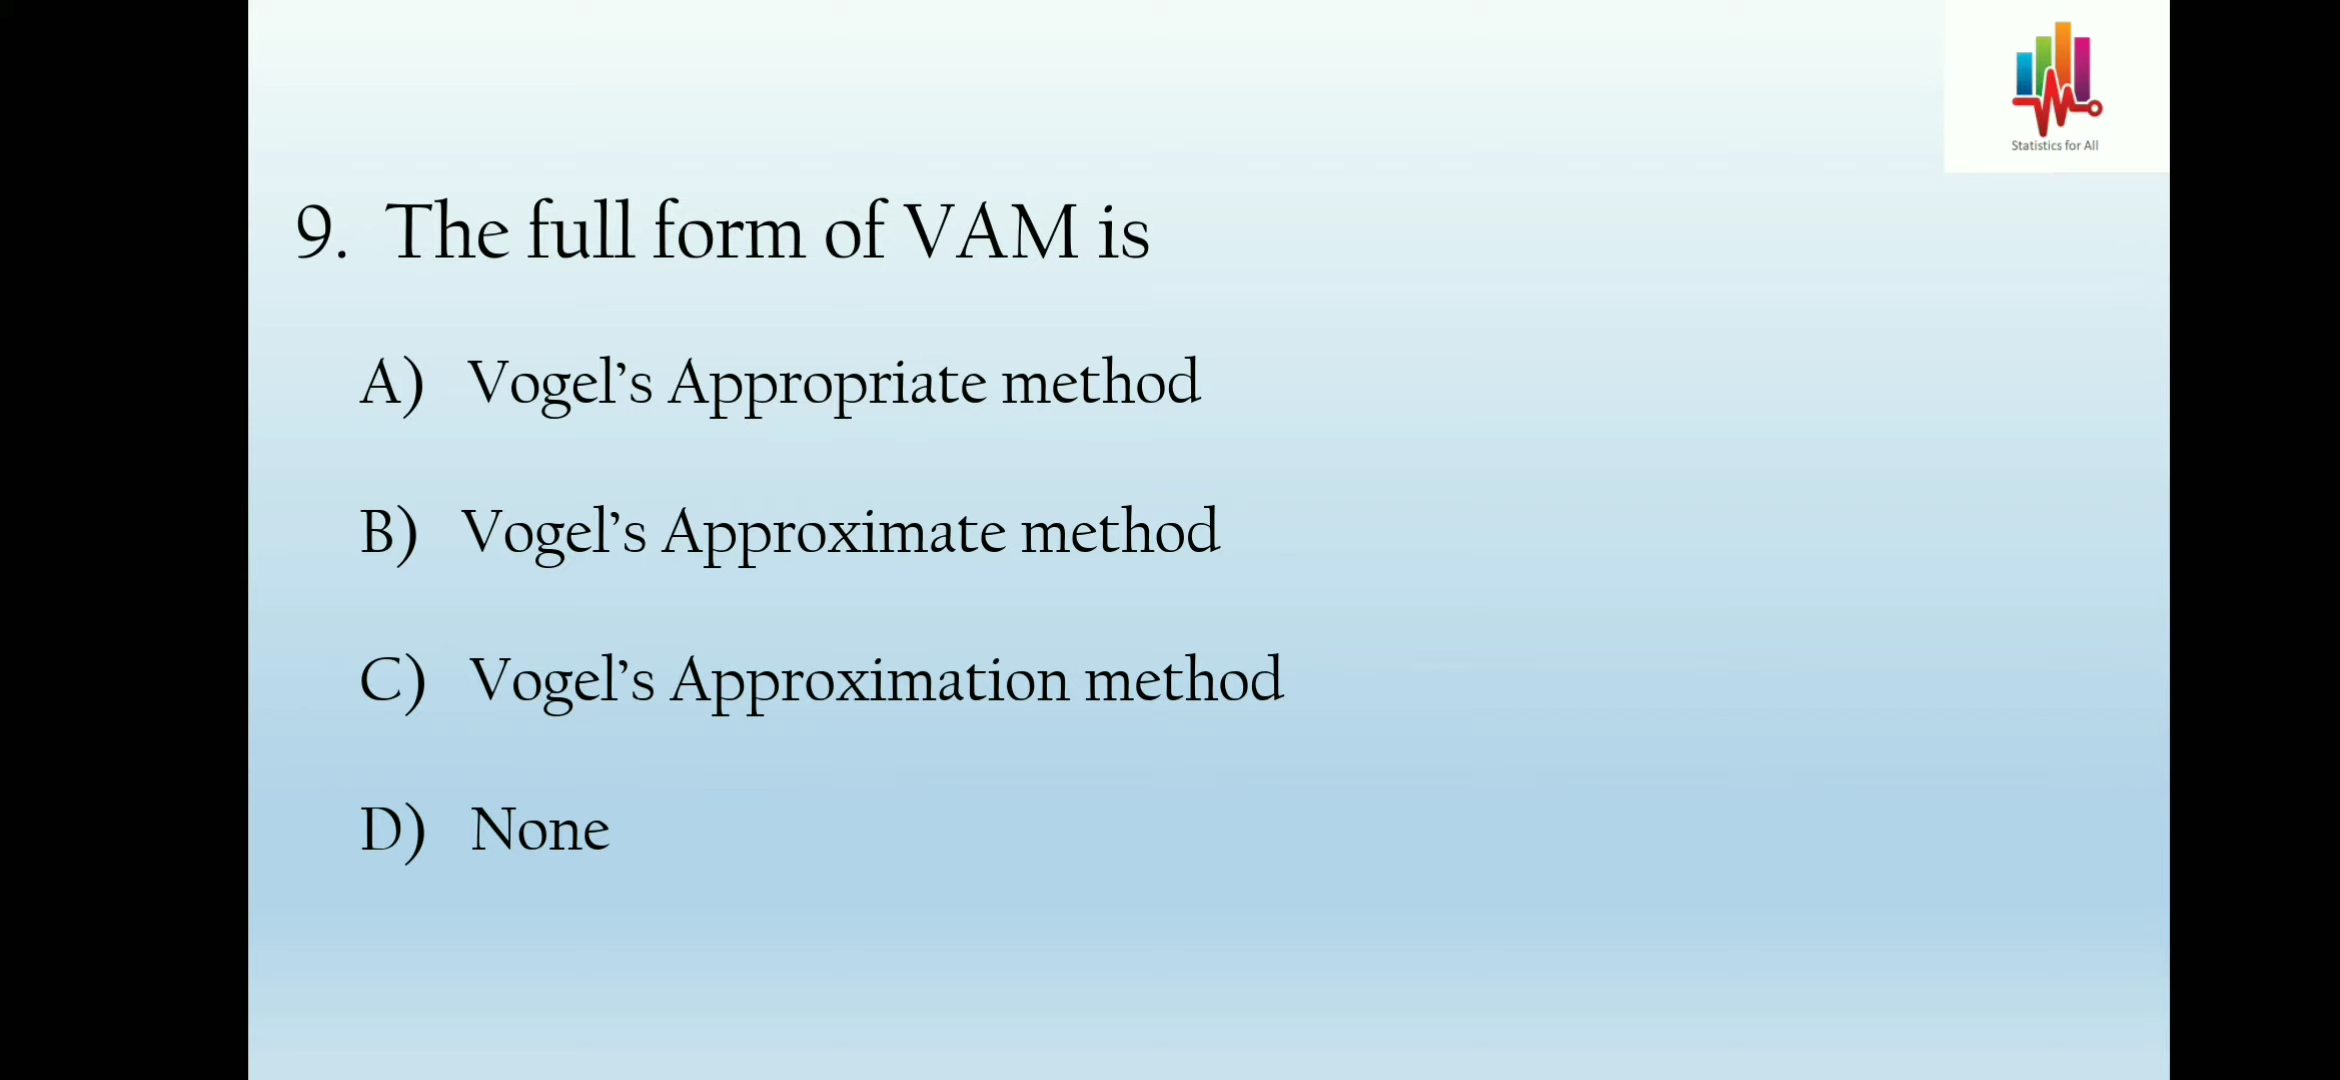 Statistics for All
9. The full form of VAM is
A) Vogel’s Appropriate method
B) Vogel’s Approximate method
C) Vogel’s Approximation method
D) None